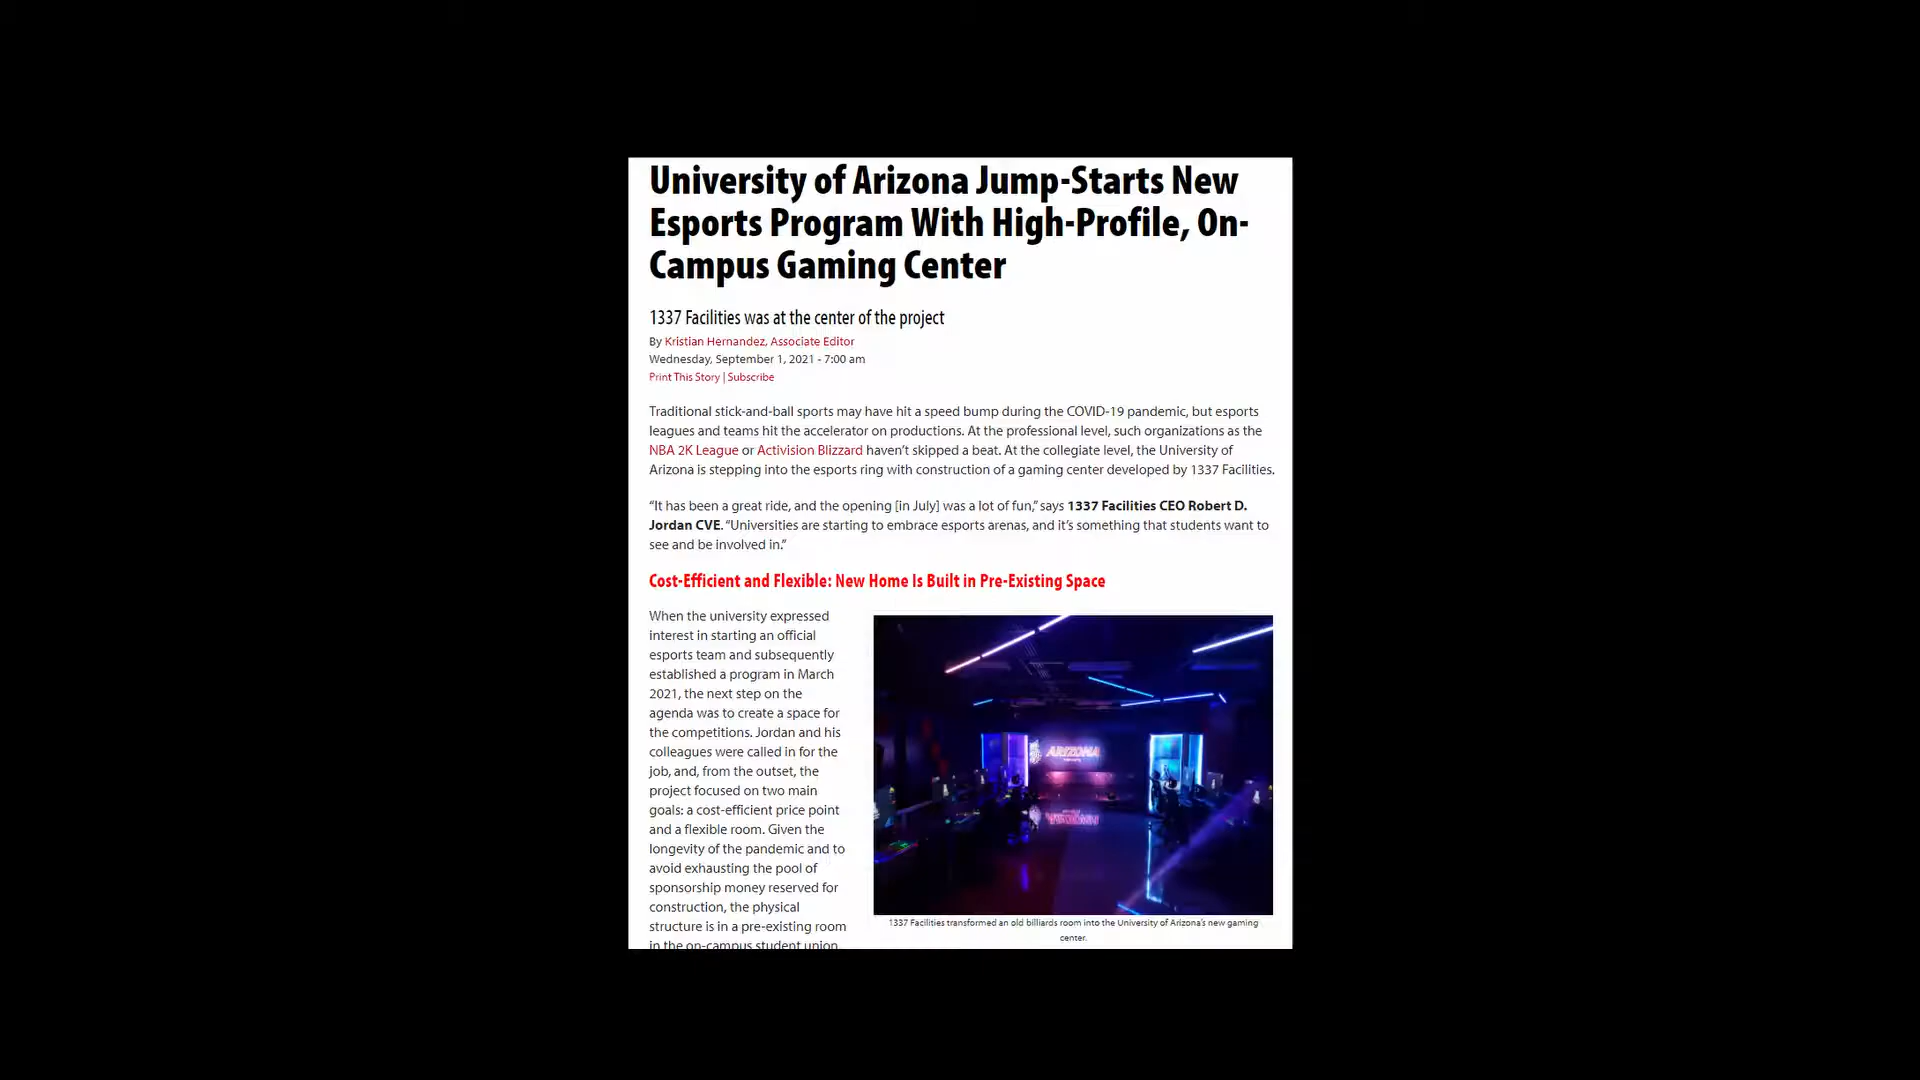 University of Arizona Jump-Starts New
Esports Program With High-Profile, On-
Campus Gaming Center
1337 Facilities was at the center of the project
By Kristian Hernandez, Associate Editor
Wednesday, September 1, 2021 - 7:00 am
Print This Story | Subscribe
Traditional stick-and-ball sports may have hit a speed bump during the COVID-19 pandemic, but esports
leagues and teams hit the accelerator on productions. At the professional level, such organizations as the
NBA 2K League or Activision Blizzard haven’t skipped a beat. At the collegiate level, the University of
Arizona is stepping into the esports ring with construction of a gaming center developed by 1337 Facilities.
“It has been a great ride, and the opening [in July] was a lot of fun,” says 1337 Facilities CEO Robert D.
Jordan CVE. “Universities are starting to embrace esports arenas, and it’s something that students want to
see and be involved in.”
Cost-Efficient and Flexible: New Home Is Built in Pre-Existing Space
When the university expressed
interest in starting an official
esports team and subsequently
established a program in March
2021, the next step on the
agenda was to create a space for
the competitions. Jordan and his
colleagues were called in for the
job, and, from the outset, the
project focused on two main
goals: a cost-efficient price point
and a flexible room. Given the
longevity of the pandemic and to
avoid exhausting the pool of
sponsorship money reserved for
construction, the physical
structure is in a pre-existing room
in the on-campus student union.
ARIZONA
1337 Facilities transformed an old billiards room into the University of Arizona’s new gaming
center.